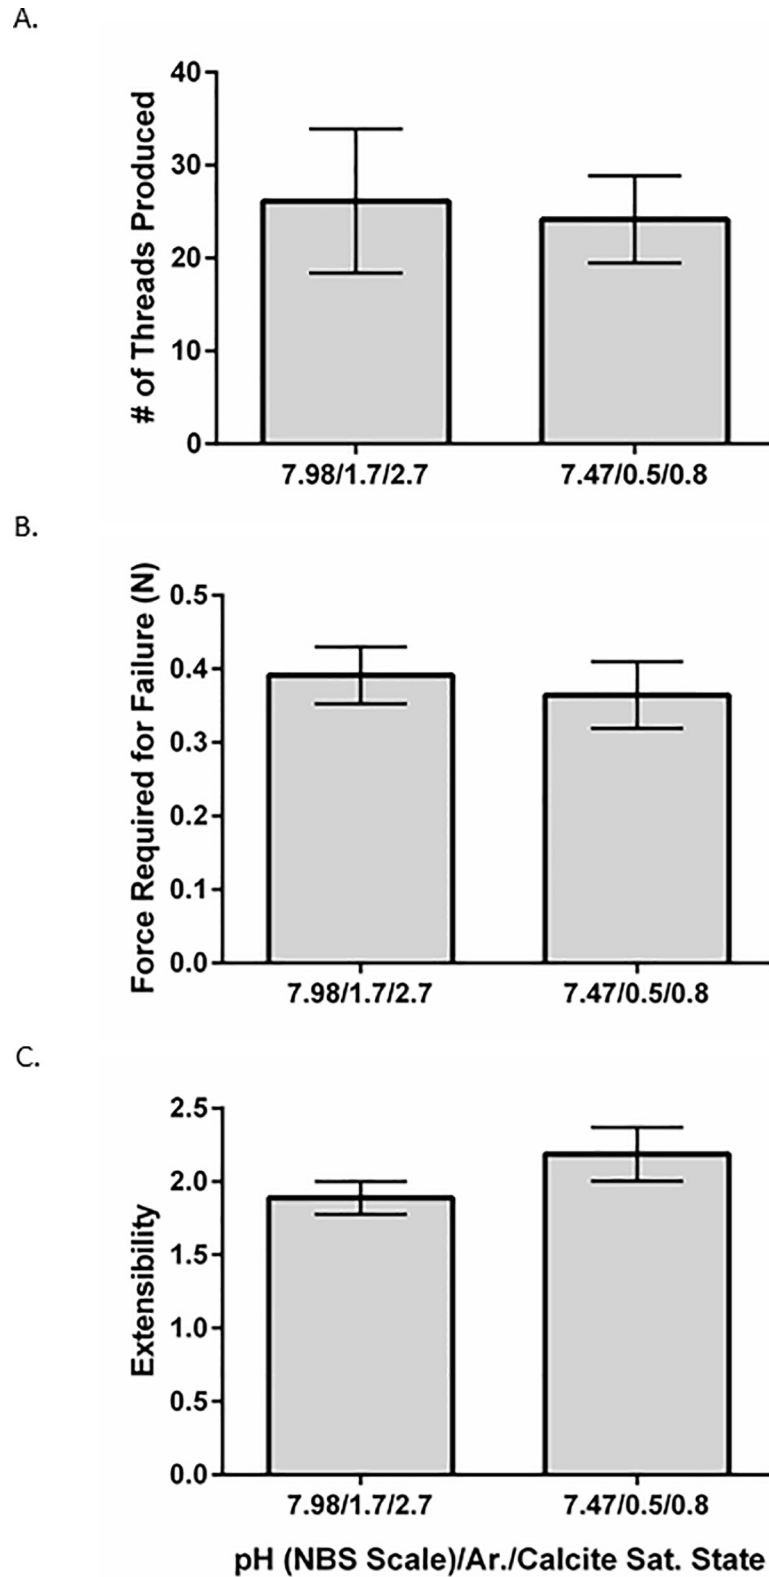 A.
# of Threads Produced
40
30
20
10
0
7.98/1.7/2.7 7.47/0.5/0.8
B.
Force Required for Failure (N)
0.5
0.4
0.3
0.2
0.1
0.0
7.98/1.7/2.7 7.47/0.5/0.8
C.
Extensibility
2.5
2.0
1.5
1.0
0.5
0.0
7.98/1.7/2.7 7.47/0.5/0.8
pH (NBS Scale)/Ar./Calcite Sat. State